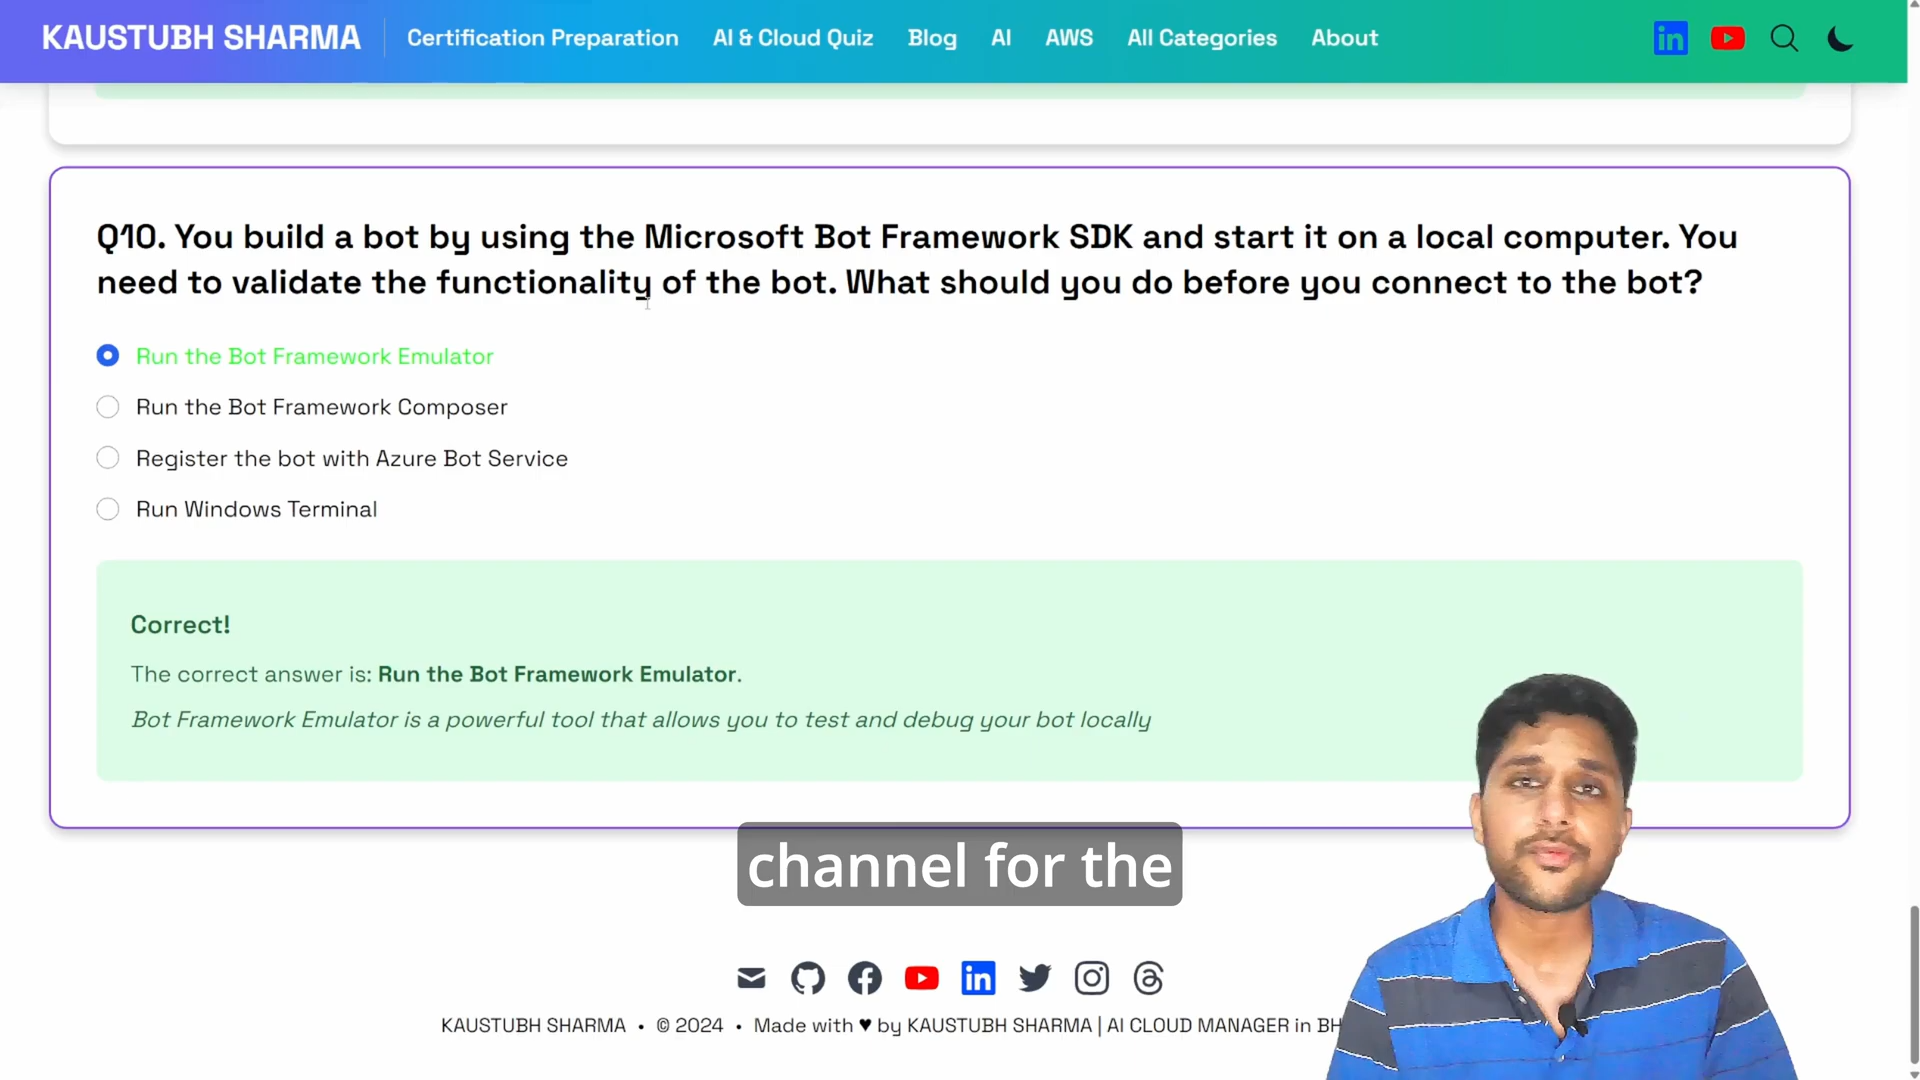 KAUSTUBH SHARMA Certification Preparation AI & Cloud Quiz Blog AI AWS All Categories About
Q10. You build a bot by using the Microsoft Bot Framework SDK and start it on a local computer. You
need to validate the functionality of the bot. What should you do before you connect to the bot?
Run the Bot Framework Emulator
Run the Bot Framework Composer
Register the bot with Azure Bot Service
Run Windows Terminal
Correct!
The correct answer is: Run the Bot Framework Emulator.
Bot Framework Emulator is a powerful tool that allows you to test and debug your bot locally
channel for the
KAUSTUBH SHARMA • © 2024 • Made with ♥ by KAUSTUBH SHARMA | AI CLOUD MANAGER in BH